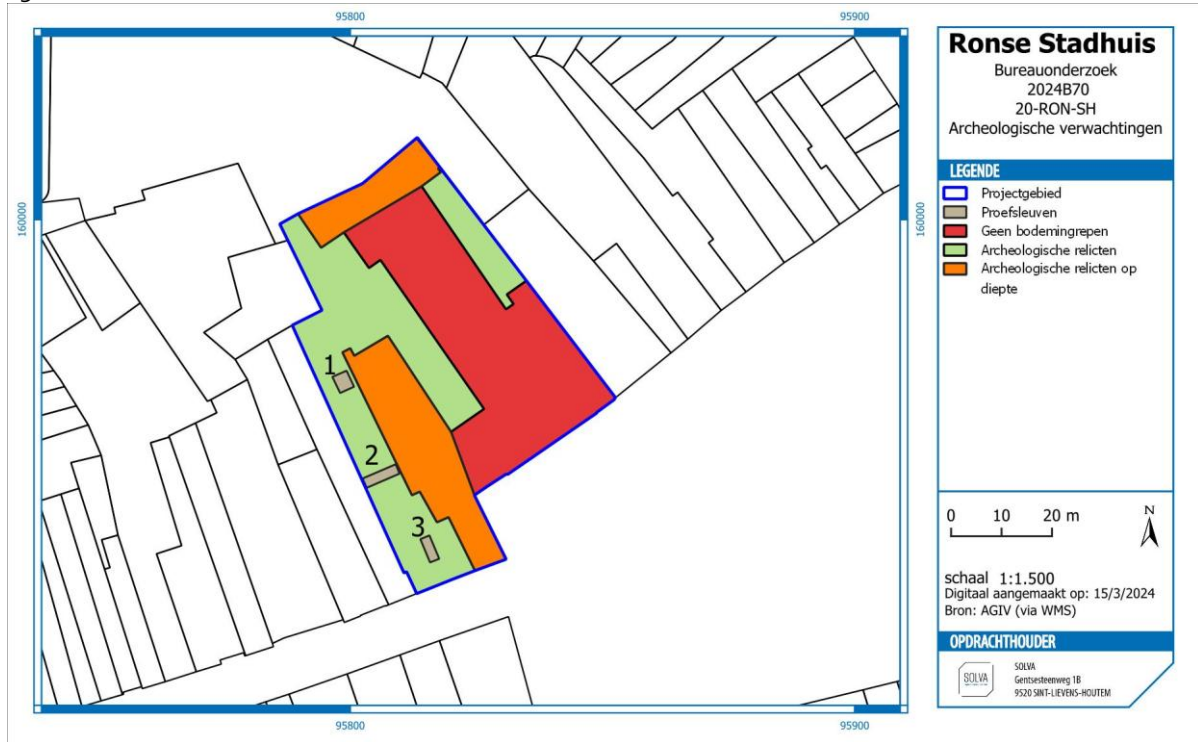 95800
95900
160000
160000
1
2
3
95800
95900
Ronse Stadhuis
Bureauonderzoek
2024B70
20-RON-SH
Archeologische verwachtingen
LEGENDE
Projectgebied
Proefsleuven
Geen bodemingrepen
Archeologische relicten
Archeologische relicten op
diepte
0 10 20 m
N
schaal 1:1.500
Digitaal aangemaakt op: 15/3/2024
Bron: AGIV (via WMS)
OPDRACHTHOUDER
SOLVA
SOLVA
Gentsesteenweg 1B
9520 SINT-LIEVENS-HOUTEM